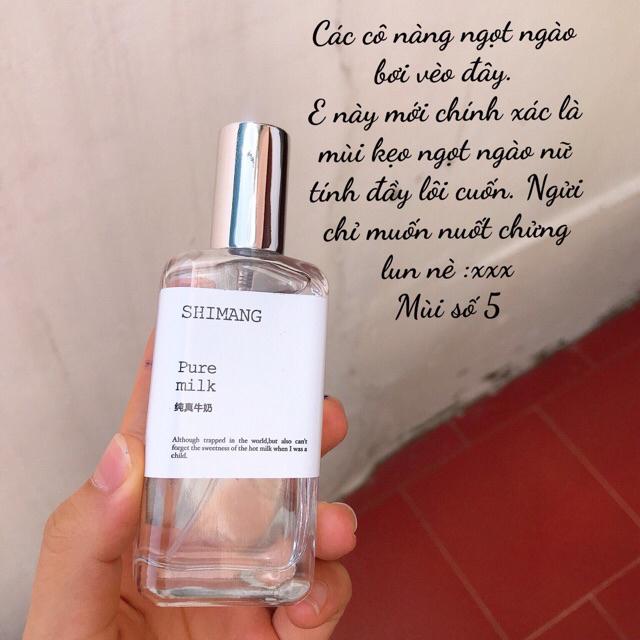 Các cô nàng ngọt ngào
bơi vèo đây.
E này mới chính xác là
mùi kẹo ngọt ngào nữ
tính đầy lôi cuốn. Ngửi
chỉ muốn nuốt chửng
lun nè :xxx
Mùi số 5
SHIMANG
Pure
milk
纯真牛奶
Although trapped in the world,but also can't
forget the sweetness of the hot milk when I was a
child.